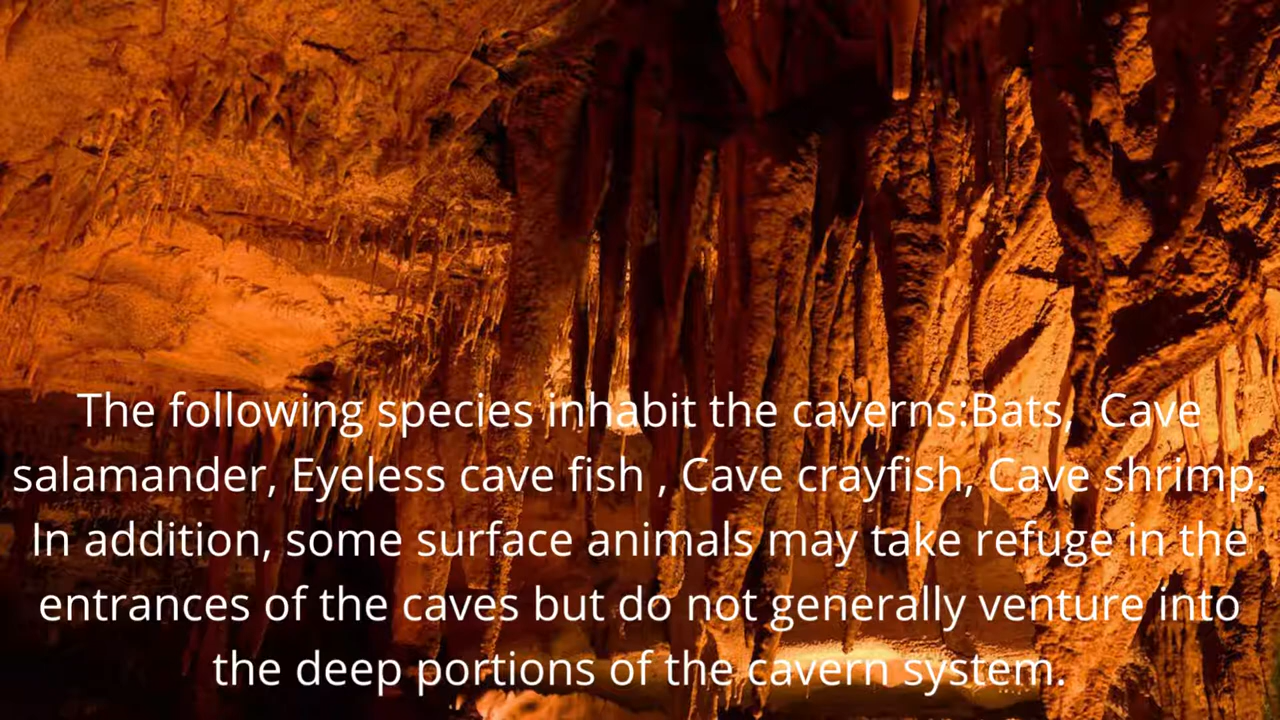 The following species inhabit the caverns:Bats,  Cave
salamander, Eyeless cave fish , Cave crayfish, Cave shrimp.
In addition, some surface animals may take refuge in the
entrances of the caves but do not generally venture into
the deep portions of the cavern system.